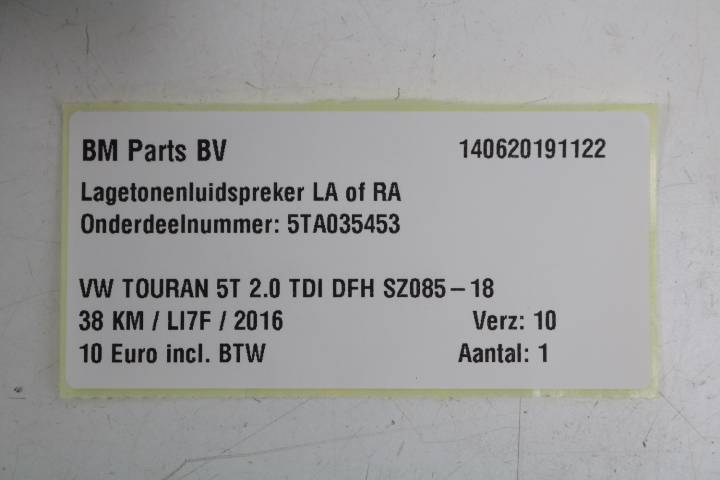 BM Parts BV 140620191122
Lagetonenluidspreker LA of RA
Onderdeelnummer: 5TA035453
VW TOURAN 5T 2.0 TDI DFH SZ085-18
38 KM / LI7F / 2016 Verz: 10
10 Euro incl. BTW Aantal: 1